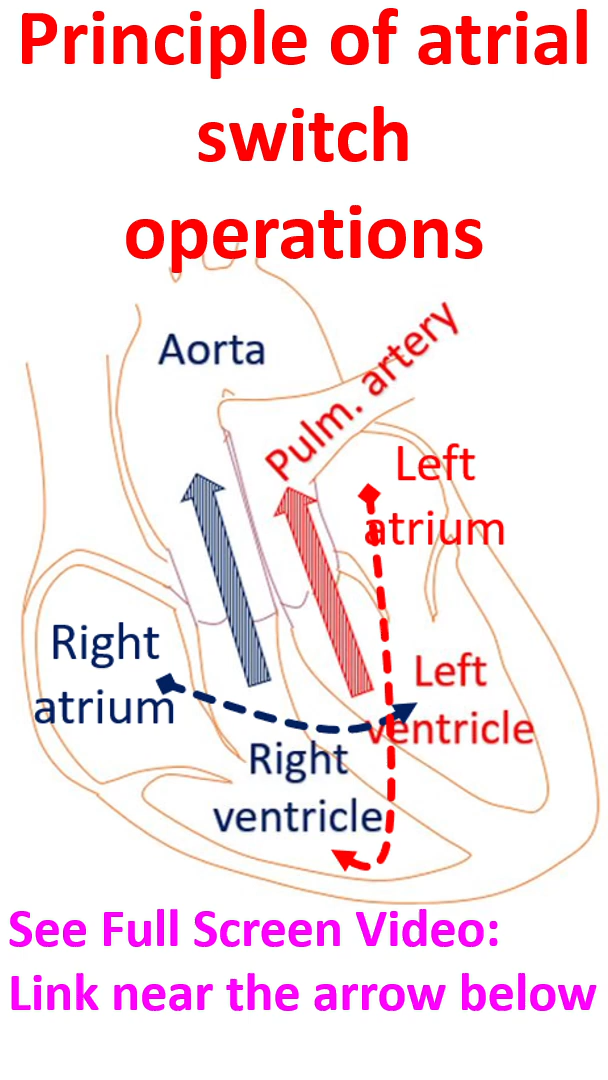 Principle of atrial
switch
operations
Aorta
Pulm. artery
Left
atrium
Right
atrium
Left
ventricle
Right
ventricle
See Full Screen Video:
Link near the arrow below